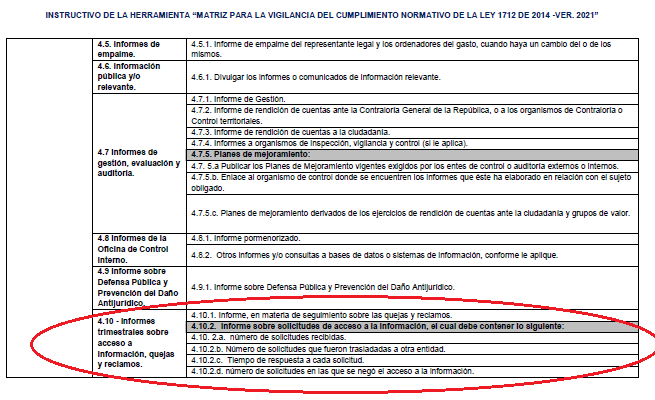 INSTRUCTIVO DE LA HERRAMIENTA "MATRIZ PARA LA VIGILANCIA DEL CUMPLIMIENTO NORMATIVO DE LA LEY 1712 DE 2014 -VER. 2021"
4.5. Informes de
empalme.
4.5.1. Informe de empalme del representante legal y los ordenadores del gasto, cuando haya un cambio del o de los
mismos.
4.6. Información
pública y/o
relevante.
4.6.1. Divulgar los informes o comunicados de información relevante.
4.7 Informes de
gestión, evaluación y
auditoría.
4.7.1. Informe de Gestión.
4.7.2. Informe de rendición de cuentas ante la Contraloría General de la República, o a los organismos de Contraloría o
Control territoriales.
4.7.3. Informe de rendición de cuentas a la ciudadanía.
4.7.4. Informes a organismos de inspección, vigilancia y control (si le aplica).
4.7.5. Planes de mejoramiento:
4.7. 5.a Publicar los Planes de Mejoramiento vigentes exigidos por los entes de control o auditoría externos o internos.
4.7.5.b. Enlace al organismo de control donde se encuentren los informes que éste ha elaborado en relación con el sujeto
obligado.
4.7.5.c. Planes de mejoramiento derivados de los ejercicios de rendición de cuentas ante la ciudadanía y grupos de valor.
4.8 Informes de la
Oficina de Control
Interno.
4.8.1. Informe pormenorizado.
4.8.2. Otros informes y/o consultas a bases de datos o sistemas de información, conforme le aplique.
4.9 Informe sobre
Defensa Pública y
Prevención del Daño
Antijurídico.
4.9.1. Informe sobre Defensa Pública y Prevención del Daño Antijurídico.
4.10 - Informes
trimestrales sobre
acceso a
información, quejas
y reclamos.
4.10.1. Informe, en materia de seguimiento sobre las quejas y reclamos.
4.10.2. Informe sobre solicitudes de acceso a la información, el cual debe contener lo siguiente:
4.10. 2.a. número de solicitudes recibidas.
4.10.2.b. Número de solicitudes que fueron trasladadas a otra entidad.
4.10.2.c. Tiempo de respuesta a cada solicitud.
4.10.2.d. número de solicitudes en las que se negó el acceso a la información.